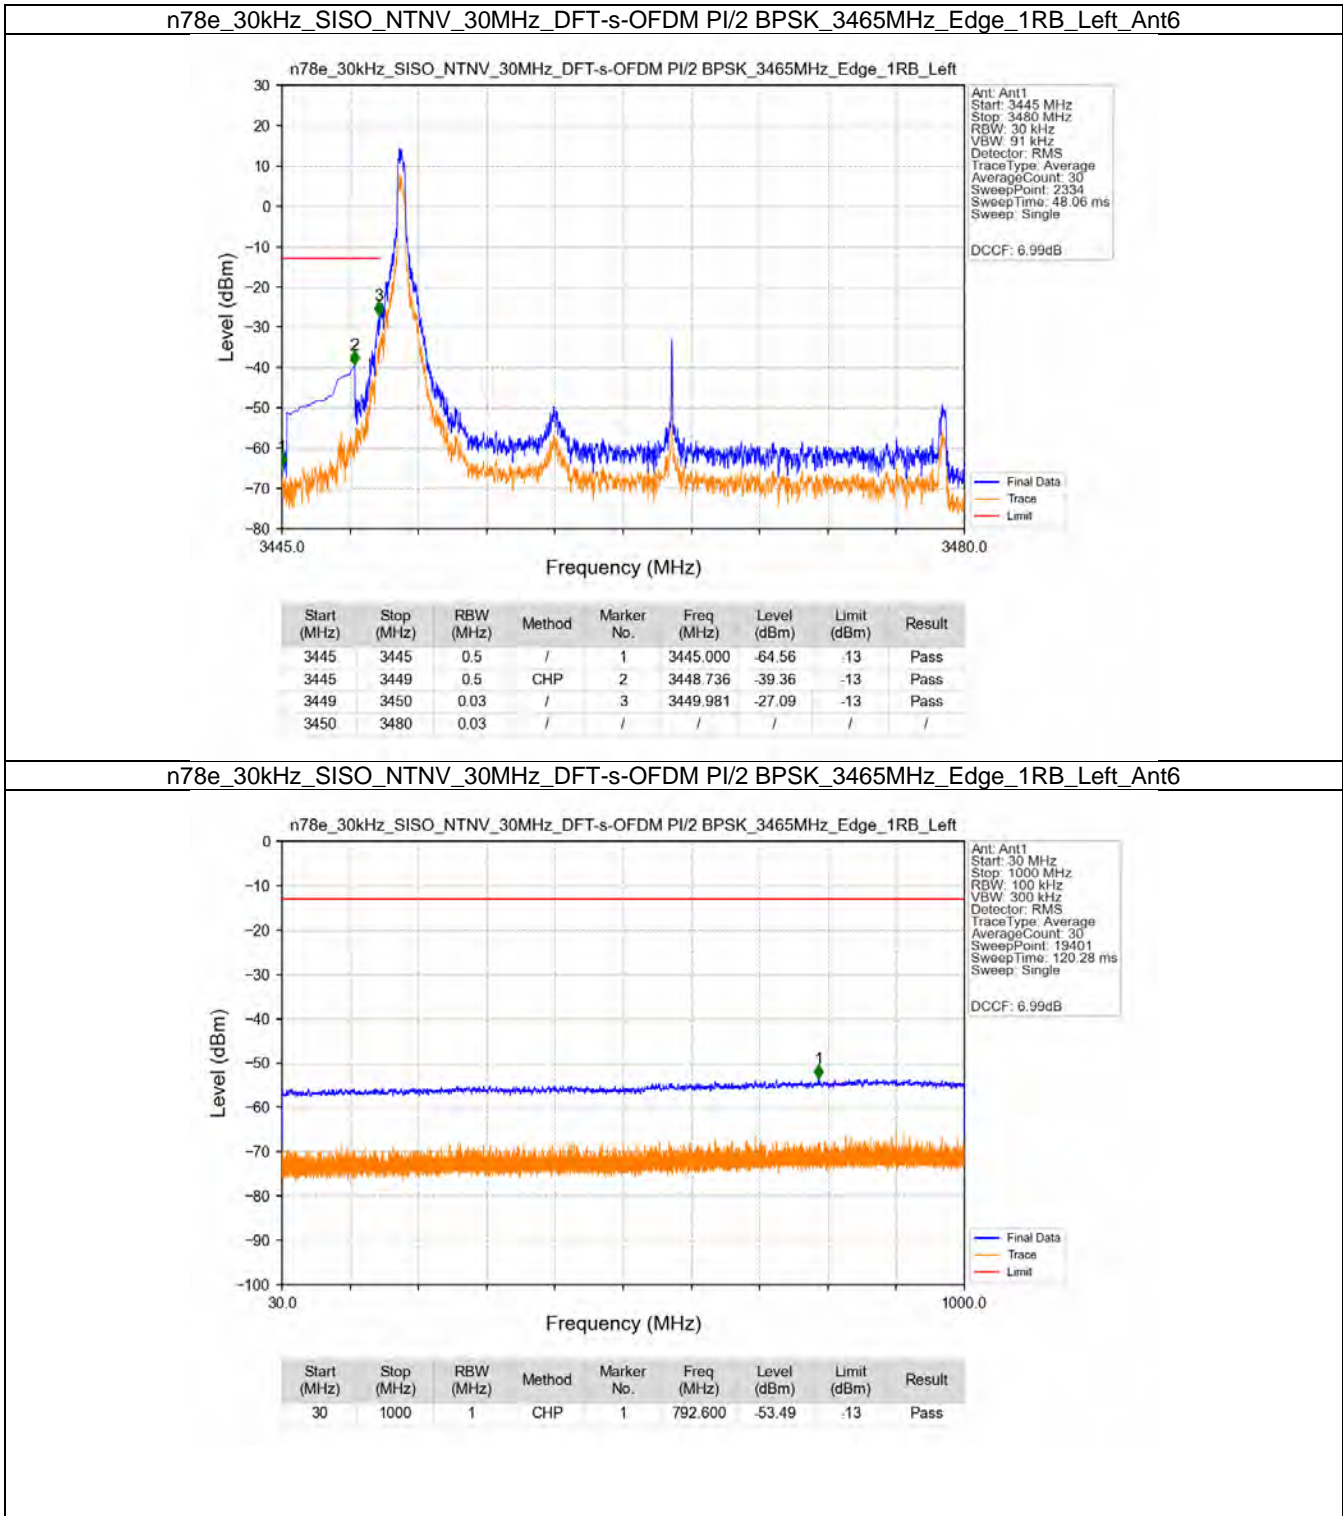 n78e_30kHz_SISO_NTNV_30MHz_DFT-s-OFDM PI/2 BPSK_3465MHz_Edge_1RB_Left_Ant6
n78e_30kHz_SISO_NTNV_30MHz_DFT-s-OFDM PI/2 BPSK_3465MHz_Edge_1RB_Left
Ant: Ant1
Start: 3445 MHz
Stop: 3480 MHz
RBW: 30 kHz
VBW: 91 kHz
Detector: RMS
TraceType: Average
AverageCount: 30
SweepPoint: 2334
SweepTime: 48.06 ms
Sweep: Single
DCCF: 6.99dB
30
20
10
0
−10
−20
−30
−40
−50
−60
−70
−80
Level (dBm)
1
2
3
Final Data
Trace
Limit
3445.0
3480.0
Frequency (MHz)
Start (MHz) Stop (MHz) RBW (MHz) Method Marker No. Freq (MHz) Level (dBm) Limit (dBm) Result
3445 3445 0.5 / 1 3445.000 -64.56 -13 Pass
3445 3449 0.5 CHP 2 3448.736 -39.36 -13 Pass
3449 3450 0.03 / 3 3449.981 -27.09 -13 Pass
3450 3480 0.03 / / / / / /
n78e_30kHz_SISO_NTNV_30MHz_DFT-s-OFDM PI/2 BPSK_3465MHz_Edge_1RB_Left_Ant6
n78e_30kHz_SISO_NTNV_30MHz_DFT-s-OFDM PI/2 BPSK_3465MHz_Edge_1RB_Left
Ant: Ant1
Start: 30 MHz
Stop: 1000 MHz
RBW: 100 kHz
VBW: 300 kHz
Detector: RMS
TraceType: Average
AverageCount: 30
SweepPoint: 19401
SweepTime: 120.28 ms
Sweep: Single
DCCF: 6.99dB
0
−10
−20
−30
−40
−50
−60
−70
−80
−90
−100
Level (dBm)
1
Final Data
Trace
Limit
30.0
1000.0
Frequency (MHz)
Start (MHz) Stop (MHz) RBW (MHz) Method Marker No. Freq (MHz) Level (dBm) Limit (dBm) Result
30 1000 1 CHP 1 792.600 -53.49 -13 Pass